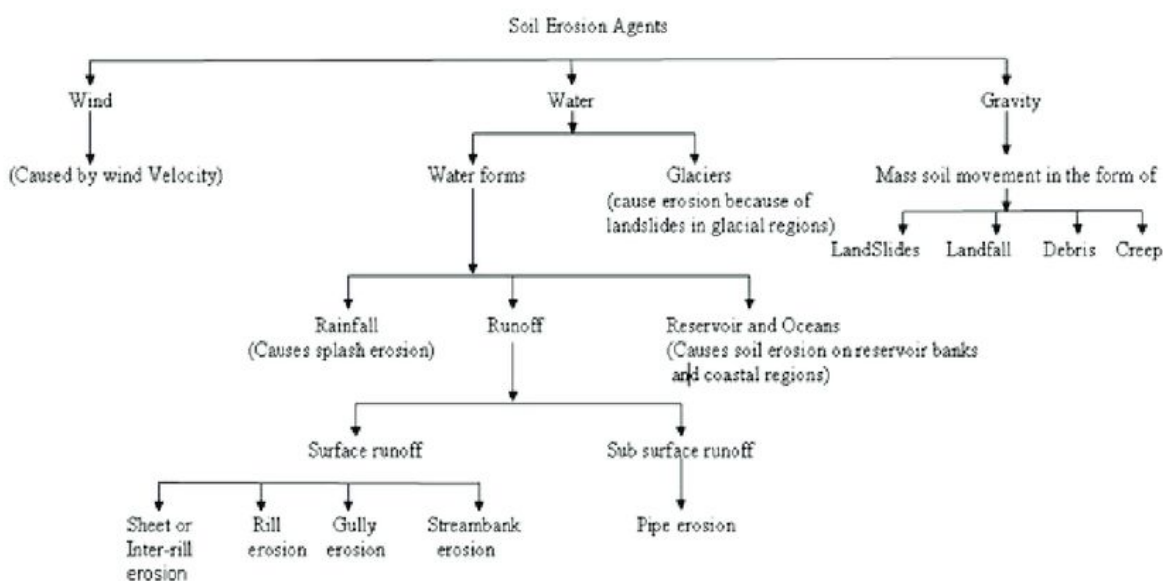 Soil Erosion Agents
Wind
Water
Gravity
(Caused by wind Velocity)
Water forms
Glaciers
(cause erosion because of
landslides in glacial regions)
Mass soil movement in the form of
LandSlides
Landfall
Debris
Creep
Rainfall
(Causes splash erosion)
Runoff
Reservoir and Oceans
(Causes soil erosion on reservoir banks
and coastal regions)
Surface runoff
Sub surface runoff
Sheet or
Inter-rill
erosion
Rill
erosion
Gully
erosion
Streambank
erosion
Pipe erosion